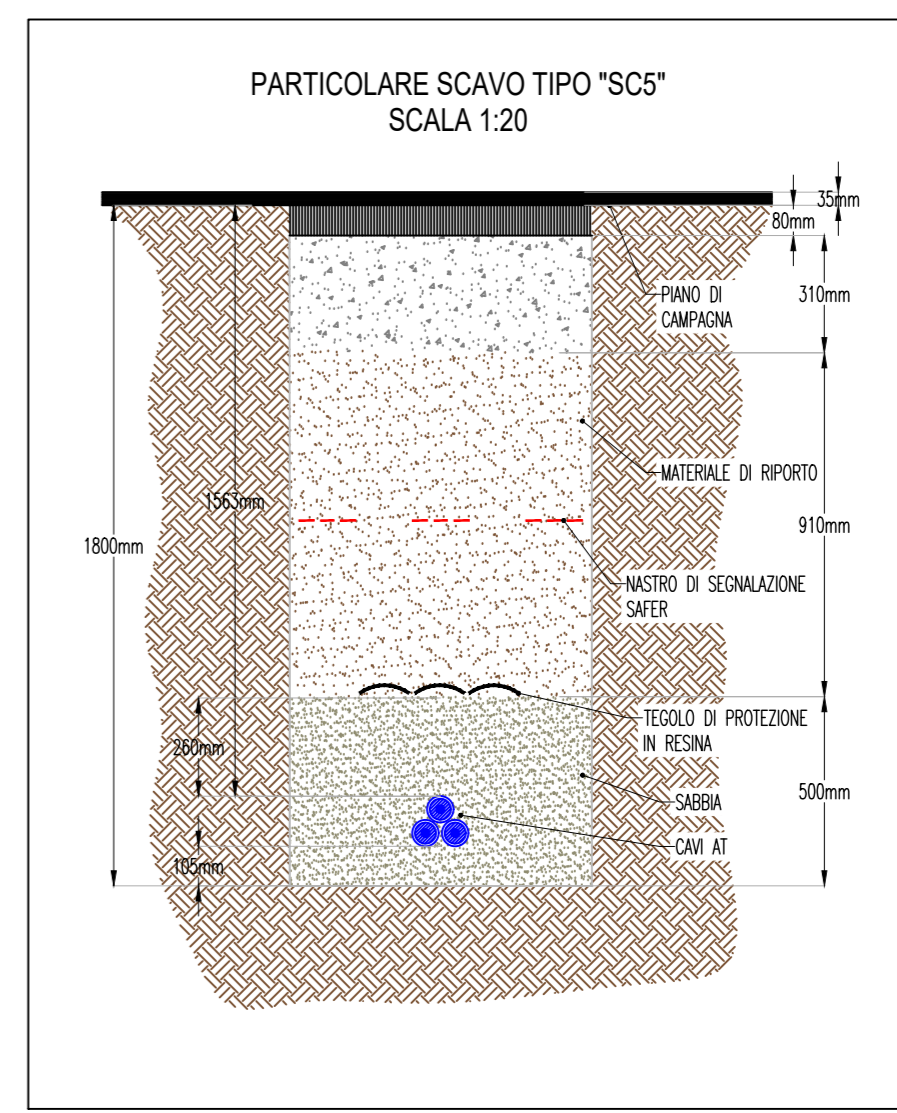 PARTICOLARE SCAVO TIPO "SC5"
SCALA 1:20
35mm
80mm
PIANO DI
CAMPAGNA
310mm
MATERIALE DI RIPORTO
1563mm
910mm
1800mm
NASTRO DI SEGNALAZIONE
SAFER
TEGOLO DI PROTEZIONE
IN RESINA
260mm
500mm
SABBIA
CAVI AT
105mm